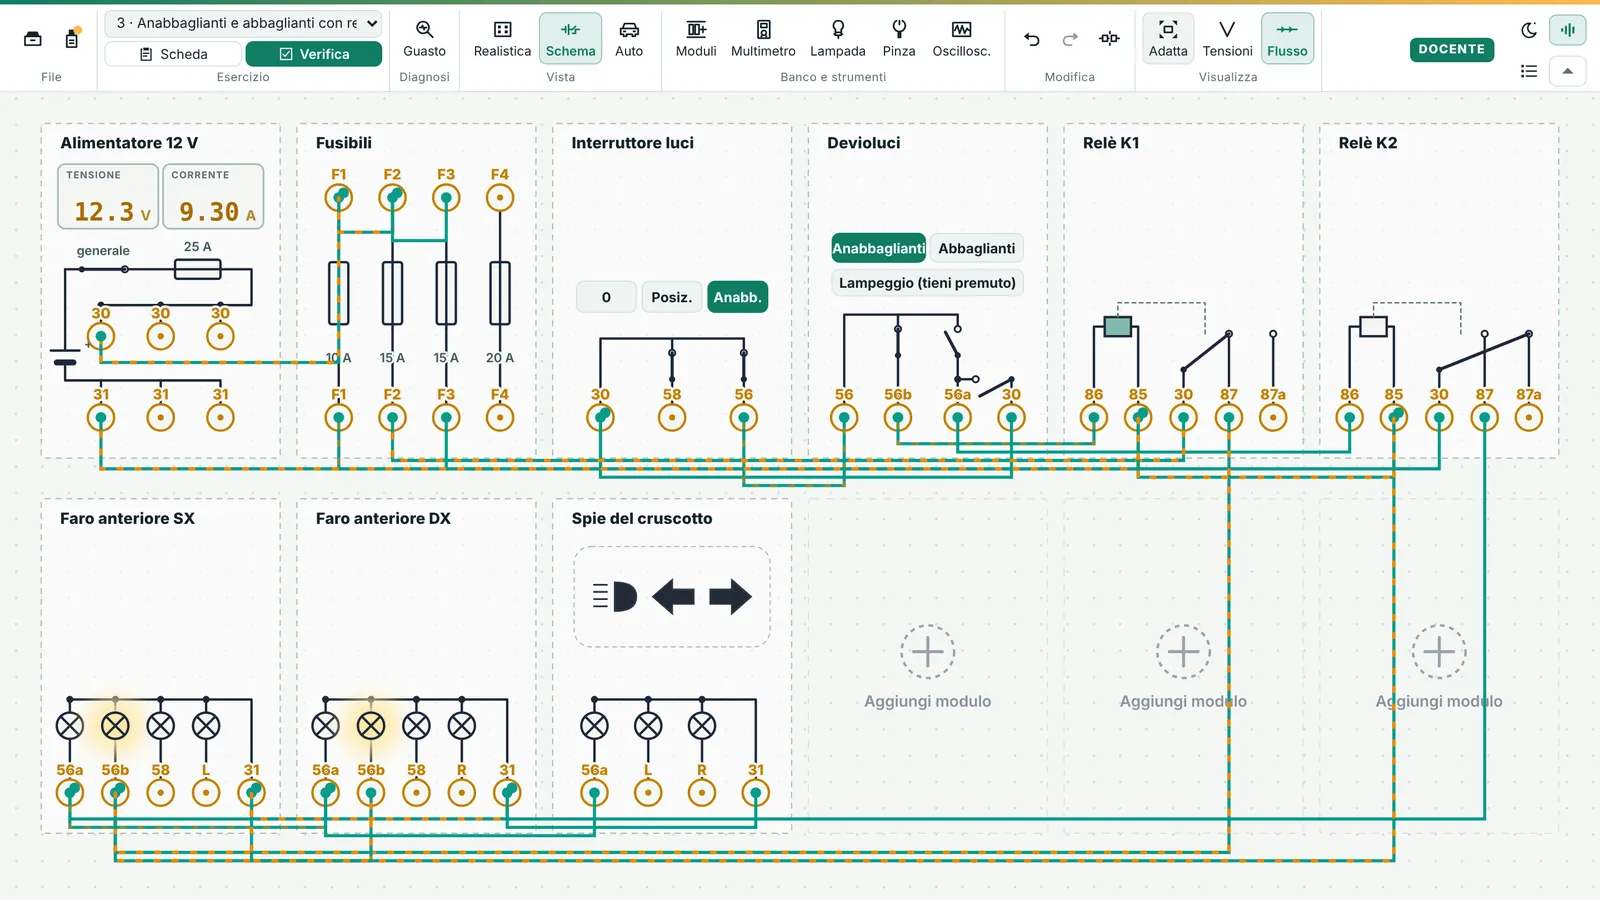 3 · Anabbaglianti e abbaglianti con re
Scheda
Verifica
Guasto
Realistica
Schema
Auto
Moduli
Multimetro
Lampada
Pinza
Oscillosc.
Adatta
Tensioni
Flusso
DOCENTE
File
Esercizio
Diagnosi
Vista
Banco e strumenti
Modifica
Visualizza
Alimentatore 12 V
TENSIONE
12.3 V
CORRENTE
9.30 A
generale
25 A
30 30 30
+
31 31 31
Fusibili
F1 F2 F3 F4
10 A 15 A 15 A 20 A
F1 F2 F3 F4
Interruttore luci
0 Posiz. Anabb.
30 58 56
Devioluci
Anabbaglianti Abbaglianti
Lampeggio (tieni premuto)
56 56b 56a 30
Relè K1
86 85 30 87 87a
Relè K2
86 85 30 87 87a
Faro anteriore SX
56a 56b 58 L 31
Faro anteriore DX
56a 56b 58 R 31
Spie del cruscotto
56a L R 31
Aggiungi modulo
Aggiungi modulo
Aggiungi modulo